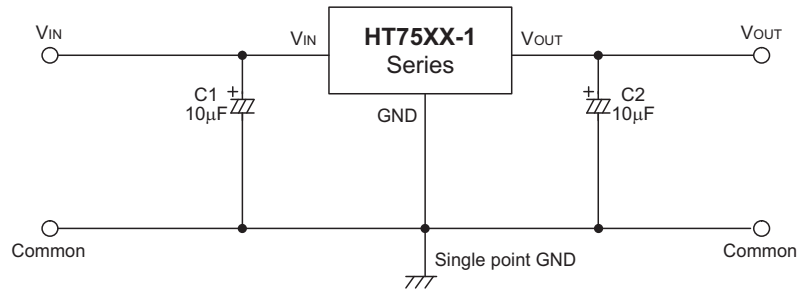 VIN
VIN
HT75XX-1
Series
VOUT
VOUT
C1 +
10μF
GND
+ C2
10μF
Common
Single point GND
Common